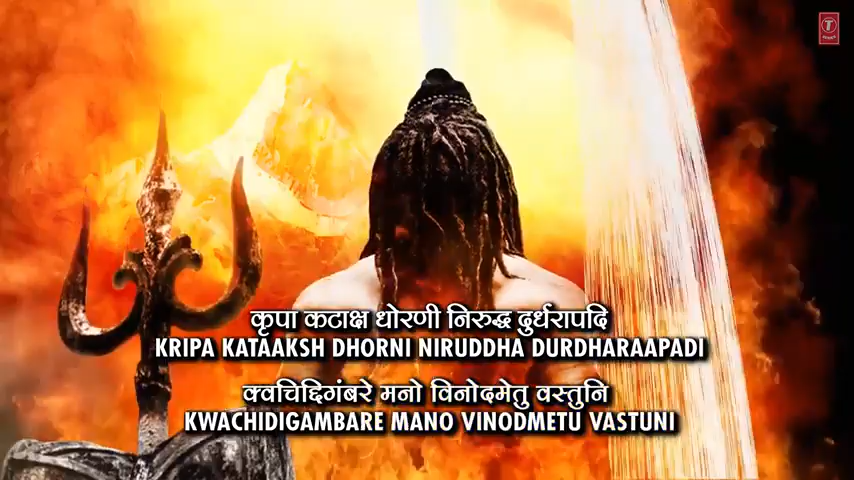 कृपा कटाक्ष धोरणी निरुद्ध दुर्धरापदि
KRIPA KATAAKSH DHORNI NIRUDDHA DURDHARAAPADI
क्वचिद्दिगंबरे मनो विनोदमेतु वस्तुनि
KWACHIDIGAMBARE MANO VINODMETU VASTUNI